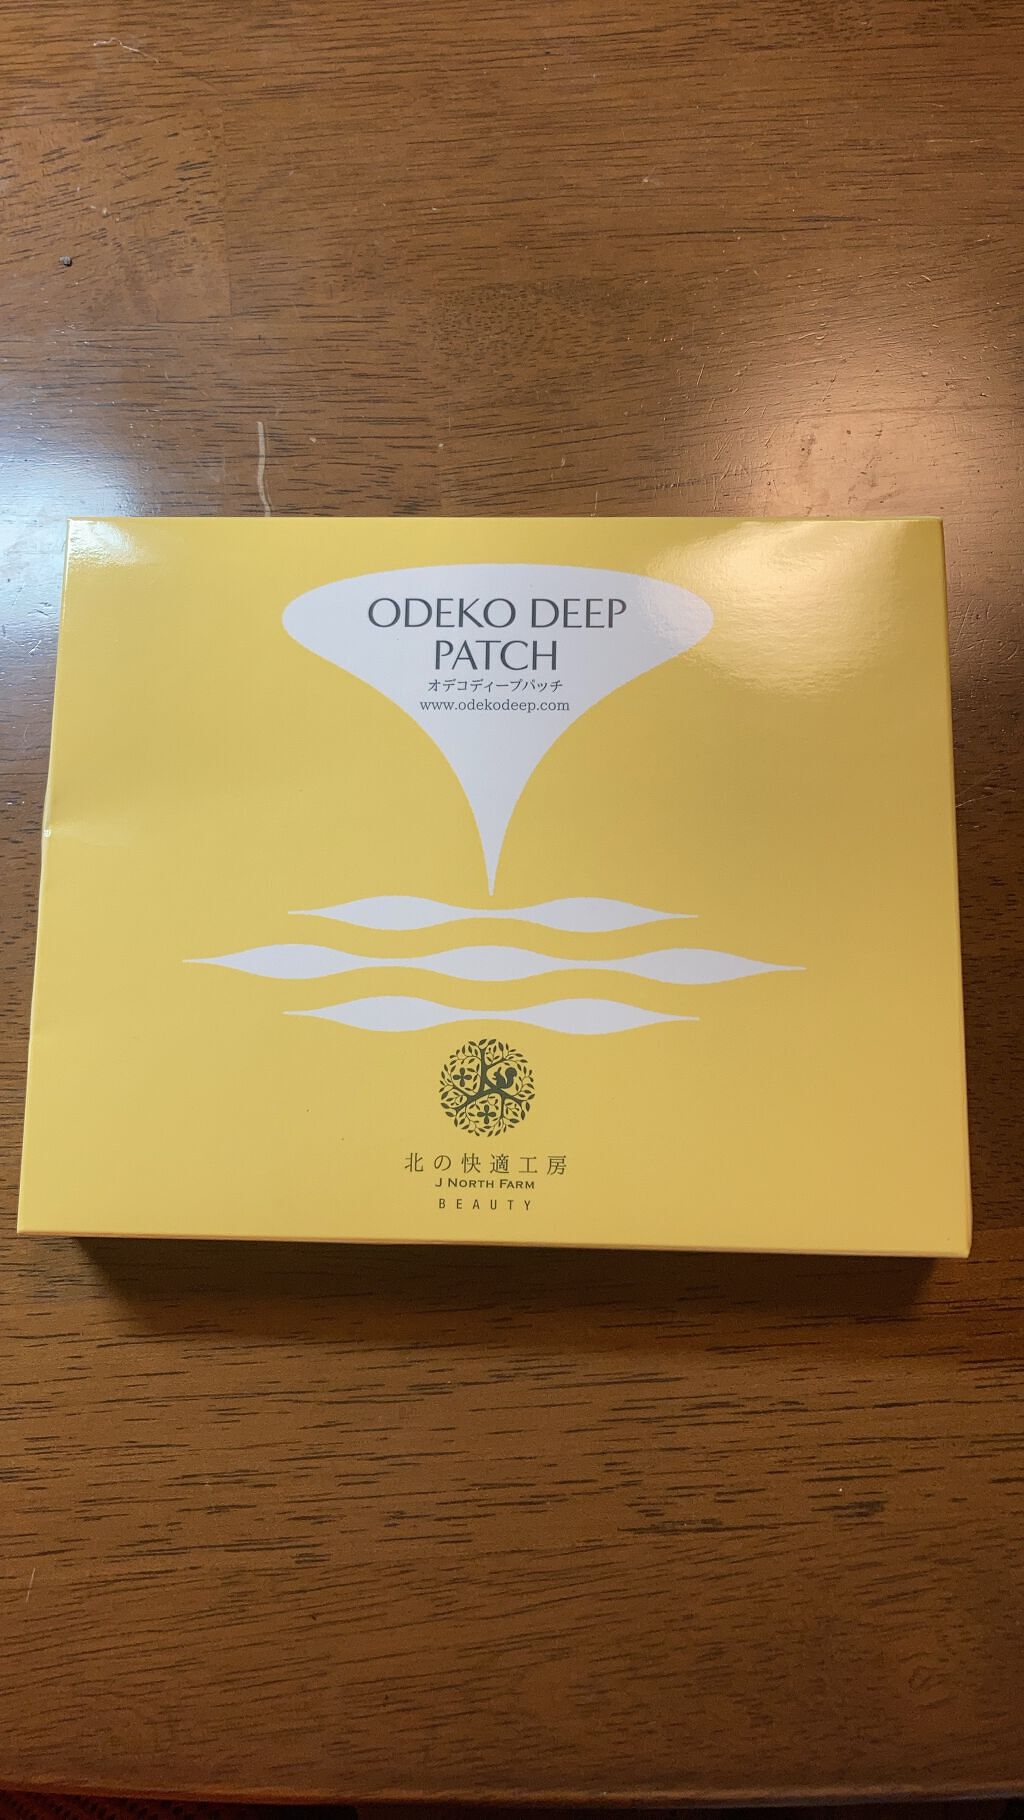 ODEKO DEEP
PATCH
オデコディープパッチ
www.odekodeep.com
北の快適工房
J NORTH FARM
BEAUTY